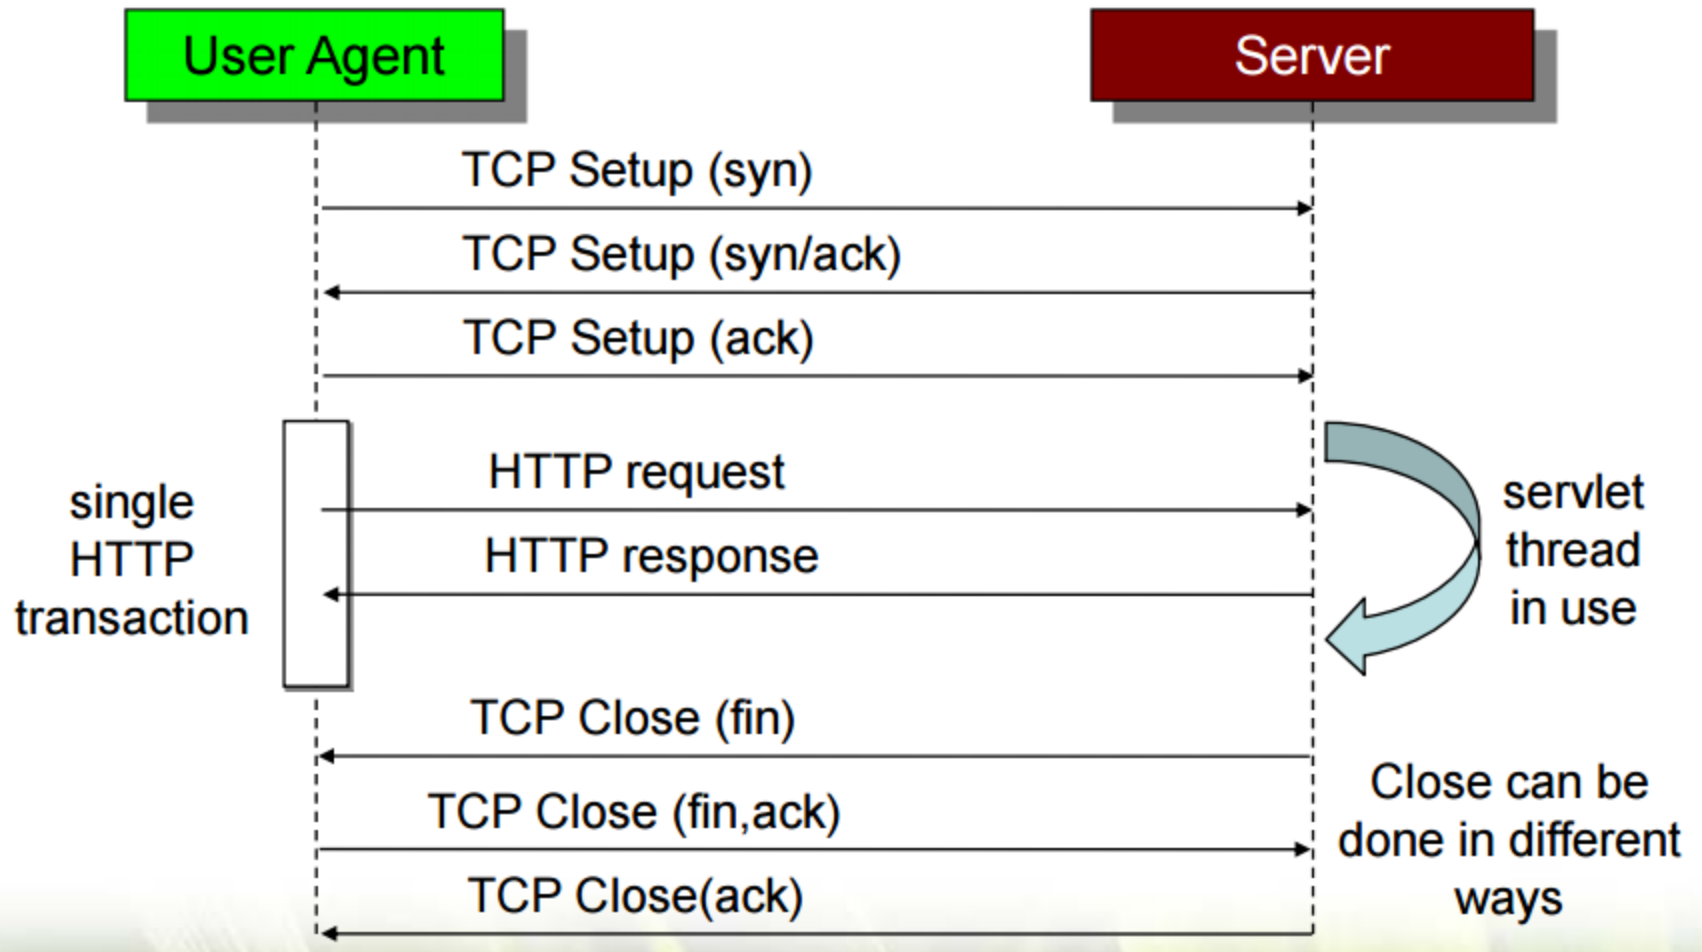 User Agent
Server
TCP Setup (syn)
TCP Setup (syn/ack)
TCP Setup (ack)
single
HTTP
transaction
HTTP request
HTTP response
servlet
thread
in use
TCP Close (fin)
TCP Close (fin,ack)
TCP Close(ack)
Close can be
done in different
ways